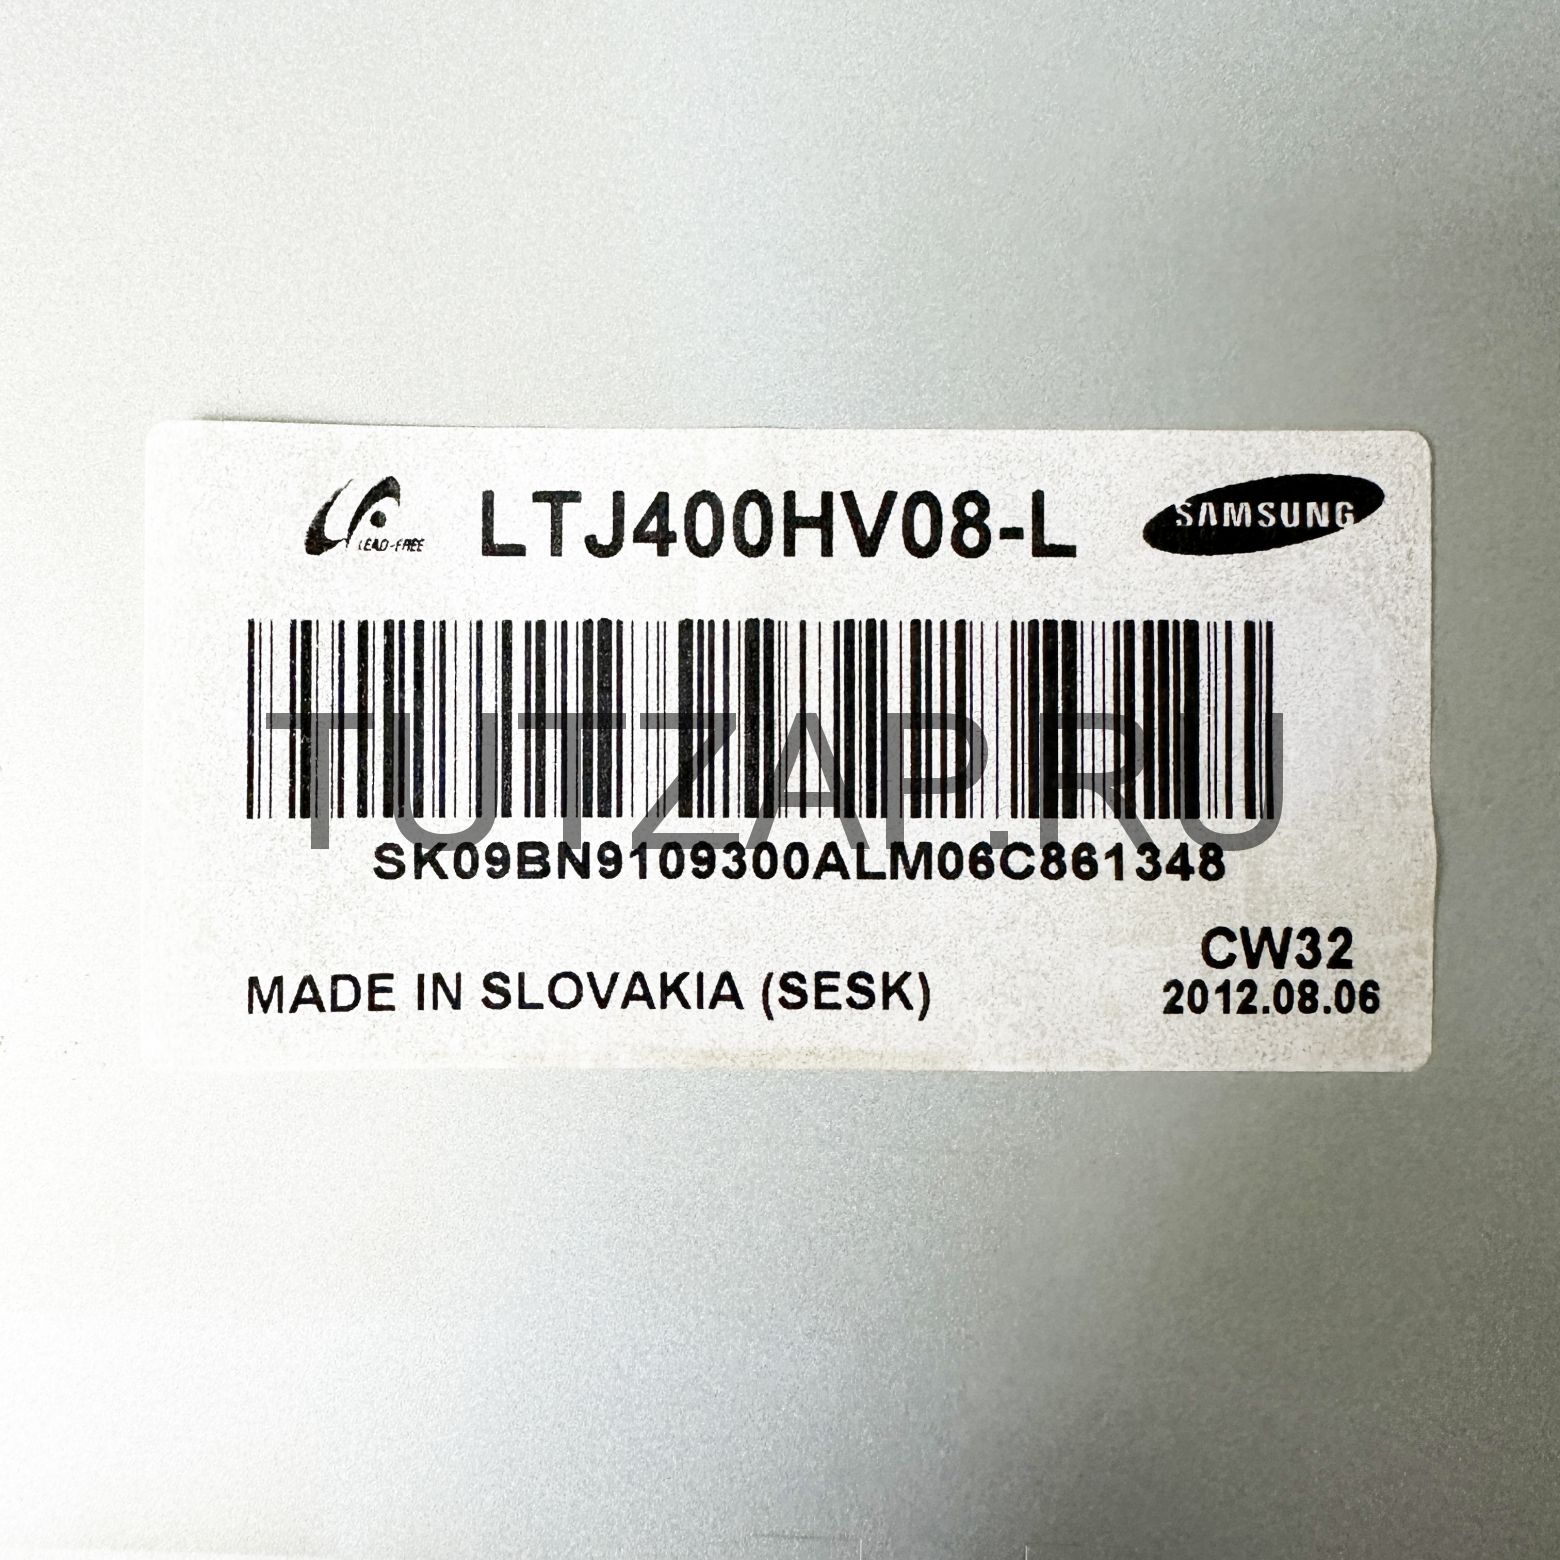 LEAD-FREE
LTJ400HV08-L
SAMSUNG
TUTZAP.RU
SK09BN9109300ALM06C861348
CW32
MADE IN SLOVAKIA (SESK)
2012.08.06